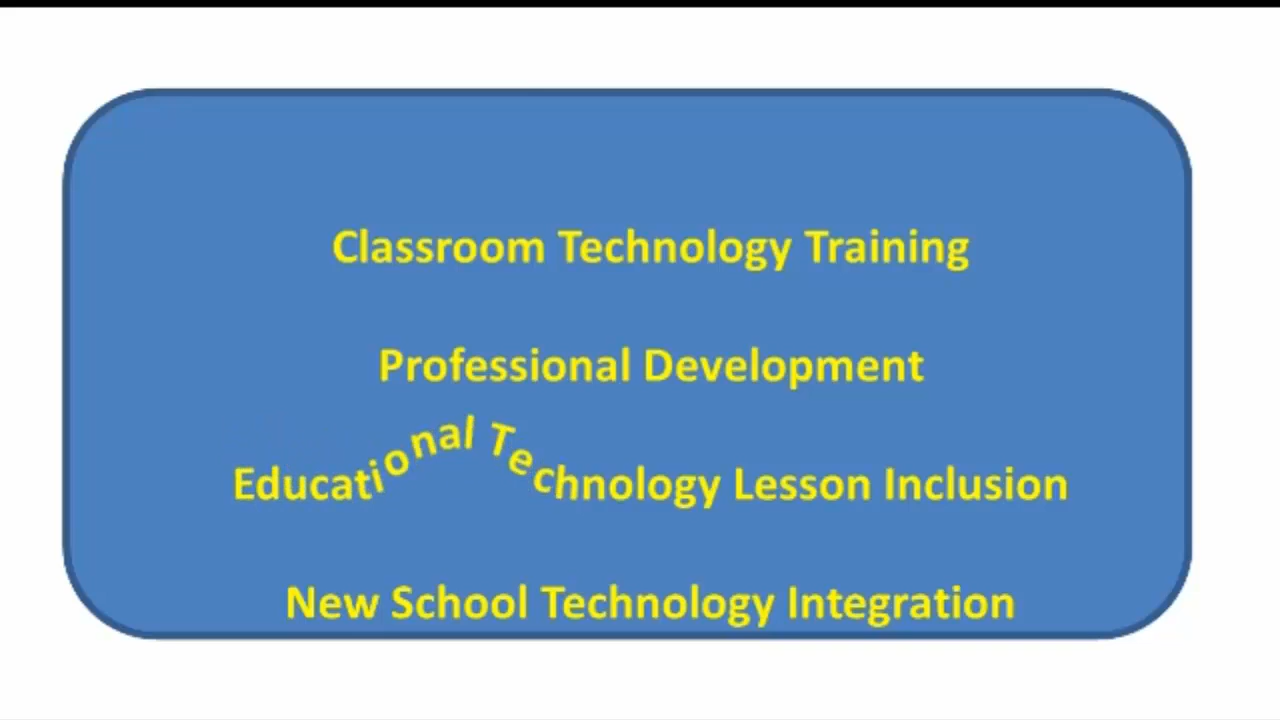 Classroom Technology Training
Professional Development
Educational Technology Lesson Inclusion
New School Technology Integration